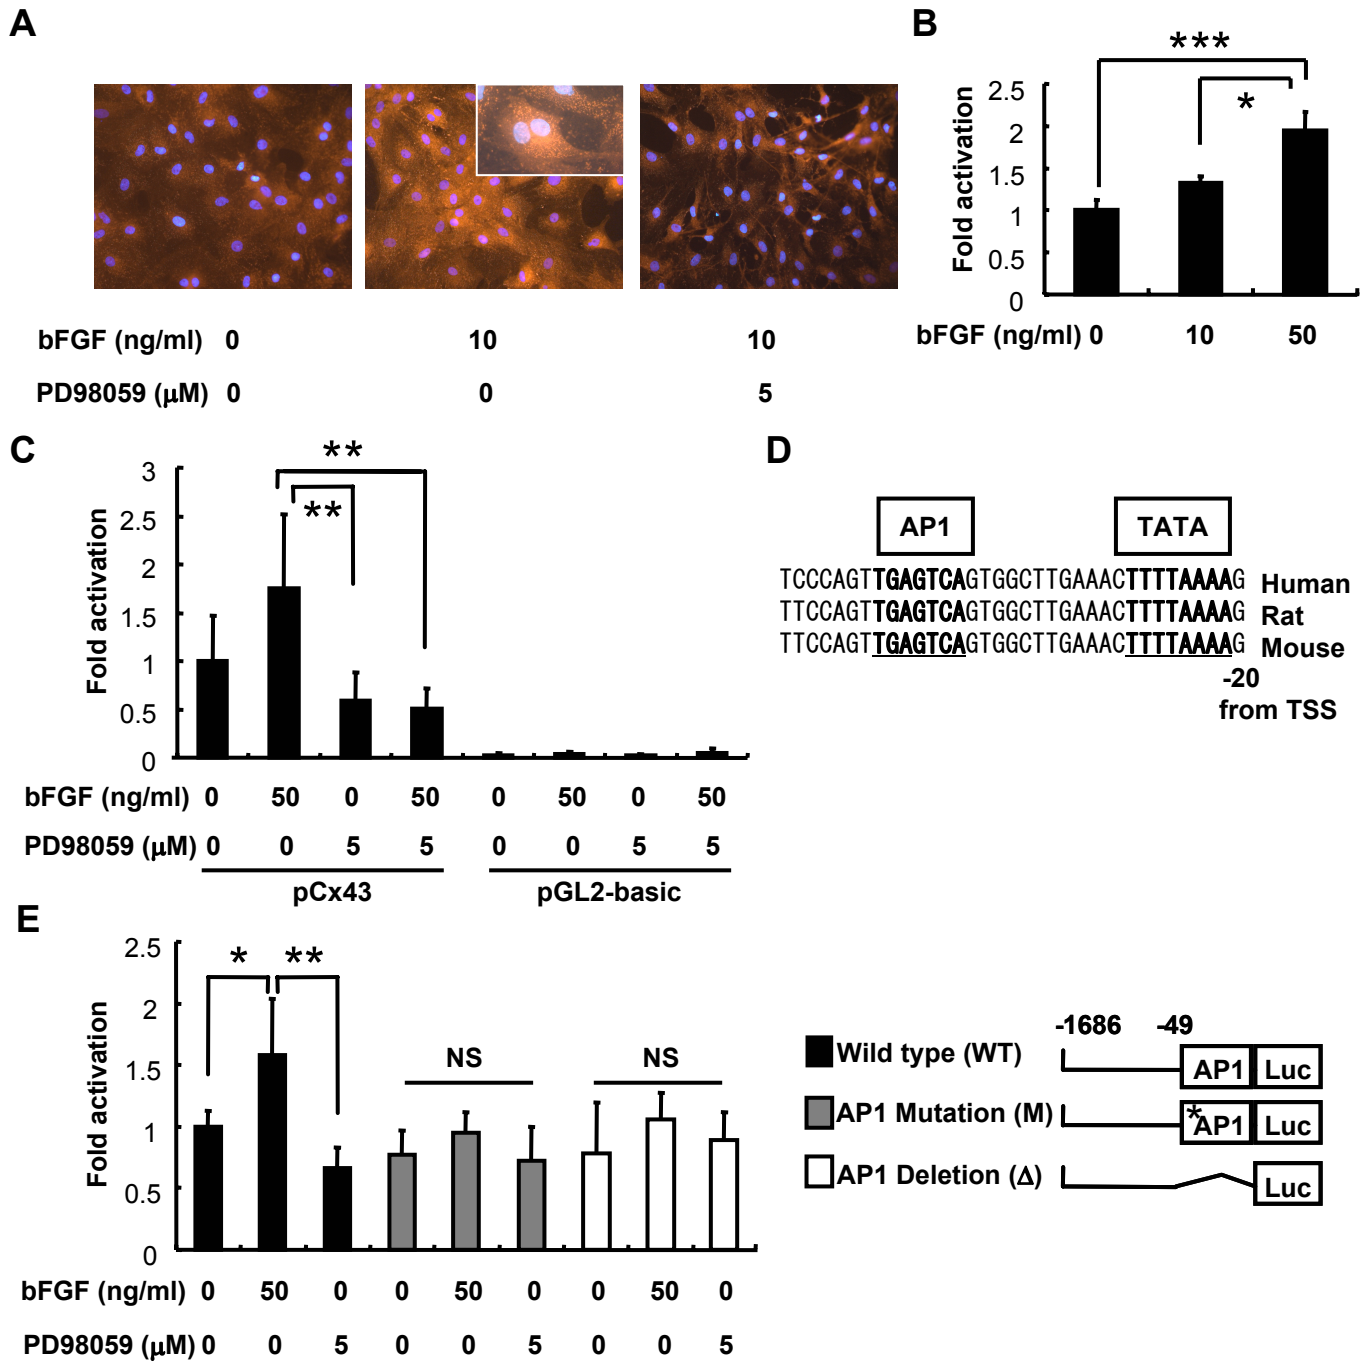 A
bFGF (ng/ml) 0 10 10
PD98059 (μM) 0 0 5
B
***
*
Fold activation
2.5
2
1.5
1
0.5
0
bFGF (ng/ml) 0 10 50
C
**
**
Fold activation
3
2.5
2
1.5
1
0.5
0
bFGF (ng/ml) 0 50 0 50 0 50 0 50
PD98059 (μM) 0 0 5 5 0 0 5 5
pCx43 pGL2-basic
D
AP1 TATA
TCCCAGTTGAGTCAGTGGCTTGAAACTTTTAAAAG Human
TTCCAGTTGAGTCAGTGGCTTGAAACTTTTAAAAG Rat
TTCCAGTTGAGTCAGTGGCTTGAAACTTTTAAAAG Mouse
-20
from TSS
E
* **
NS NS
Fold activation
2.5
2
1.5
1
0.5
0
bFGF (ng/ml) 0 50 0 0 50 0 0 50 0
PD98059 (μM) 0 0 5 0 0 5 0 0 5
-1686 -49
Wild type (WT) AP1 Luc
AP1 Mutation (M) *AP1 Luc
AP1 Deletion (Δ) Luc